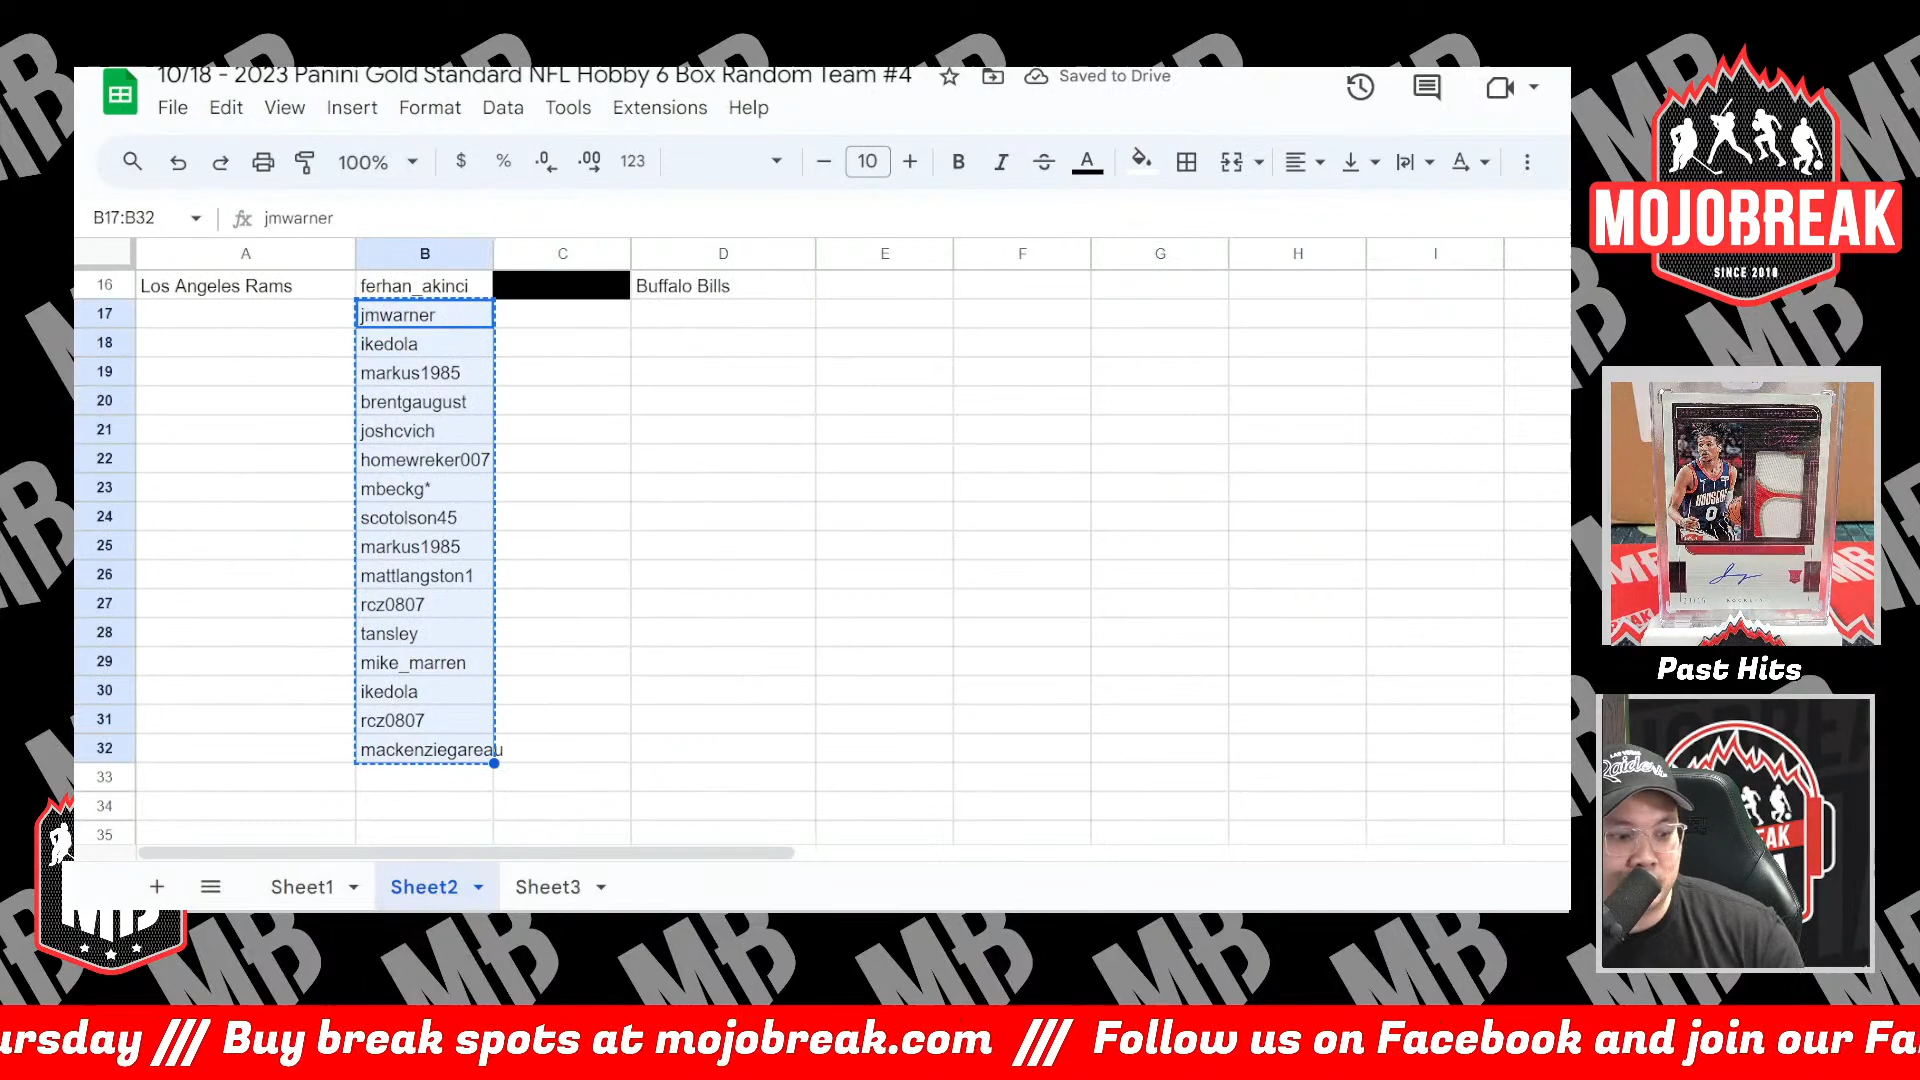 10/18 - 2023 Panini Gold Standard NFL Hobby 6 Box Random Team #4
Saved to Drive
File Edit View Insert Format Data Tools Extensions Help
100% $ % .0 .00 123 10 B I A
B17:B32 fx jmwarner
A B C D E F G H I
16 Los Angeles Rams ferhan_akinci Buffalo Bills
17 jmwarner
18 ikedola
19 markus1985
20 brentgaugust
21 joshcvich
22 homewreker007
23 mbeckg*
24 scotolson45
25 markus1985
26 mattlangston1
27 rcz0807
28 tansley
29 mike_marren
30 ikedola
31 rcz0807
32 mackenziegareau
33
34
35
Sheet1 Sheet2 Sheet3
MOJOBREAK
SINCE 2010
Past Hits
Raiders
BREAK
MB
ursday /// Buy break spots at mojobreak.com /// Follow us on Facebook and join our Fa